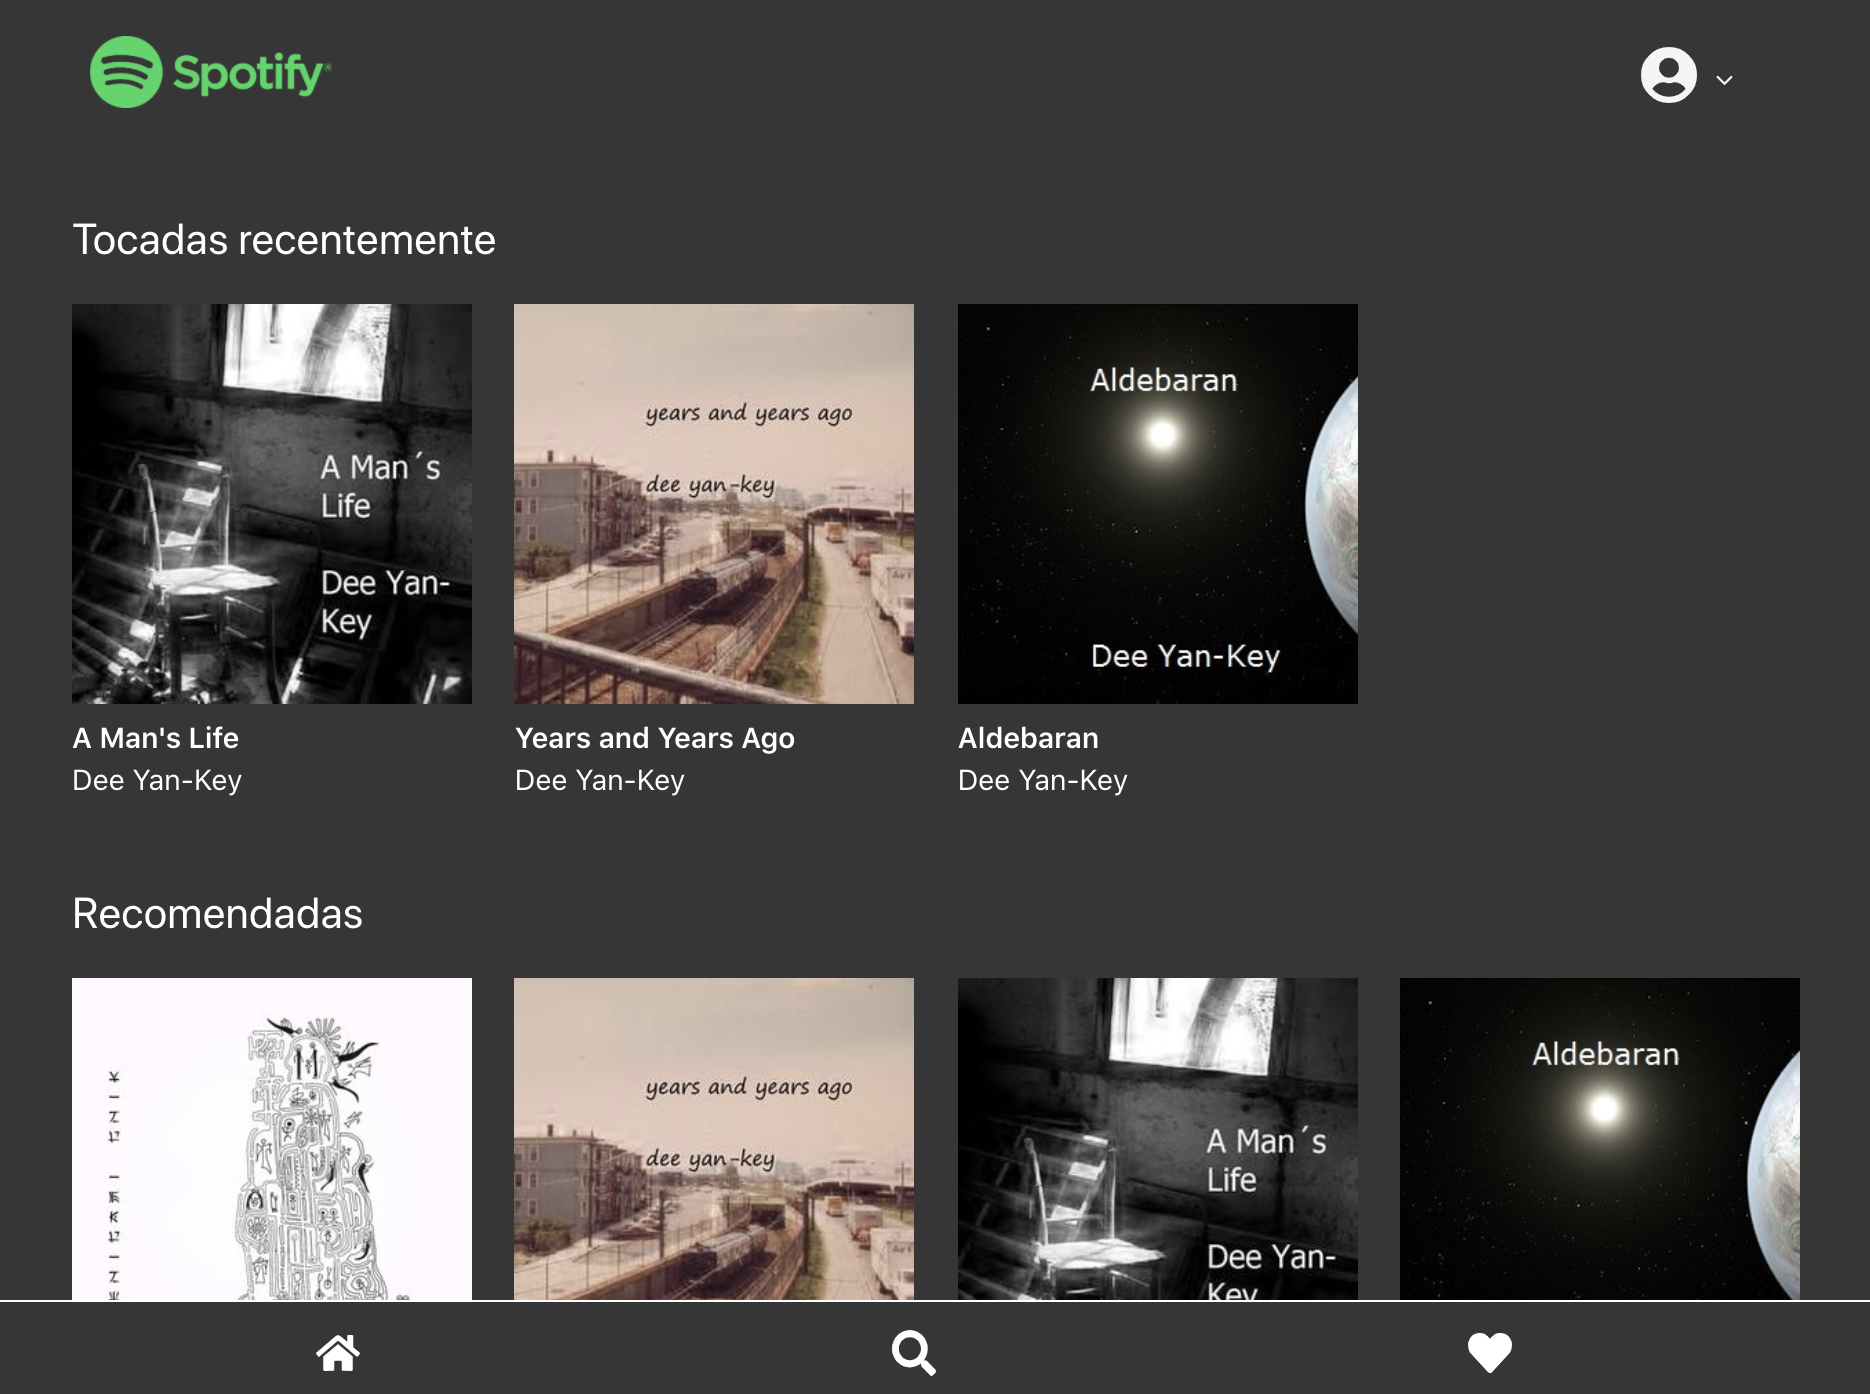 Spotify®
Tocadas recentemente
A Man´s
Life
Dee Yan-
Key
years and years ago
dee yan-key
Aldebaran
Dee Yan-Key
A Man's Life
Dee Yan-Key
Years and Years Ago
Dee Yan-Key
Aldebaran
Dee Yan-Key
Recomendadas
years and years ago
dee yan-key
A Man´s
Life
Dee Yan-
Key
Aldebaran